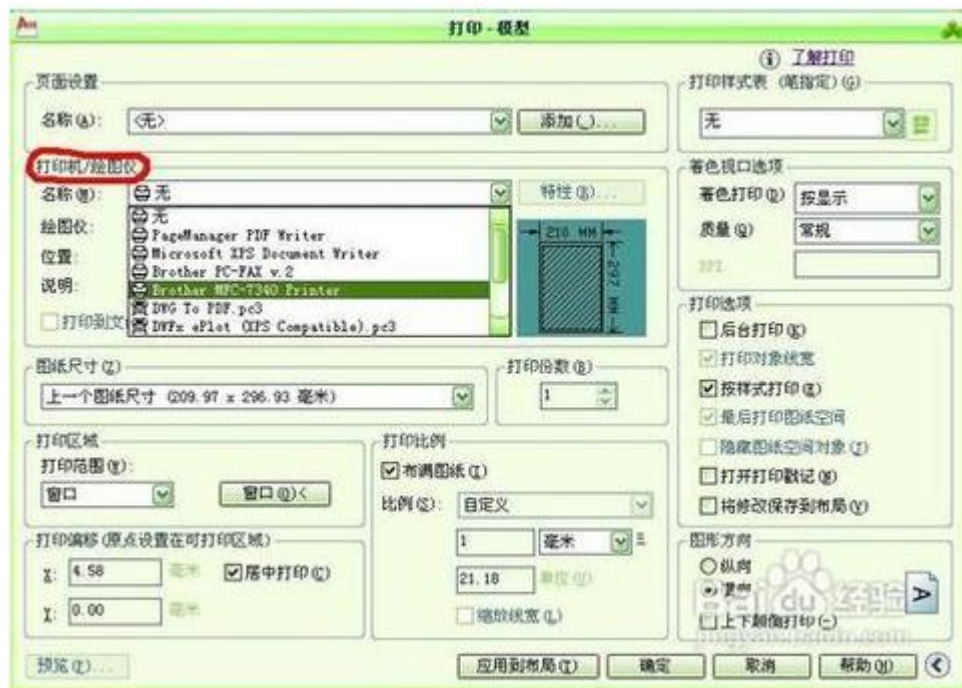 打印 - 模型
了解打印
页面设置
名称(A): <无> 添加(.)...
打印样式表 (笔指定)(G)
无
打印机/绘图仪
名称(M): 无 特性(R)...
无
绘图仪: PageManager PDF Writer
Microsoft XPS Document Writer
位置: Brother PC-FAX v.2
说明: Brother MFC-7340 Printer
DWG To PDF.pc3
打印到文 DWFx ePlot (XPS Compatible).pc3
210 MM
297 MM
着色视口选项
着色打印(D) 按显示
质量(Q) 常规
DPI
图纸尺寸(Z)
上一个图纸尺寸 (209.97 x 296.93 毫米)
打印份数(B)
1
打印选项
后台打印(K)
打印对象线宽
按样式打印(E)
最后打印图纸空间
隐藏图纸空间对象(J)
打开打印戳记(N)
将修改保存到布局(V)
打印区域
打印范围(W):
窗口 窗口(O)<
打印比例
布满图纸(I)
比例(S): 自定义
1 毫米 =
21.18 单位(U)
缩放线宽(L)
打印偏移(原点设置在可打印区域)
X: 4.58 毫米 居中打印(C)
Y: 0.00 毫米
图形方向
纵向
横向
上下颠倒打印(-)
A
Baidu 经验
jingyan.baidu.com
预览(P)... 应用到布局(T) 确定 取消 帮助(H)